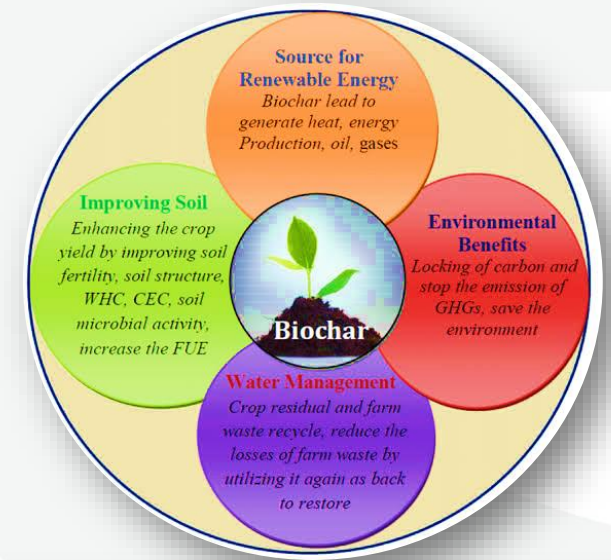 Source for
Renewable Energy
Biochar lead to
generate heat, energy
Production, oil, gases
Improving Soil
Enhancing the crop
yield by improving soil
fertility, soil structure,
WHC, CEC, soil
microbial activity,
increase the FUE
Biochar
Environmental
Benefits
Locking of carbon and
stop the emission of
GHGs, save the
environment
Water Management
Crop residual and farm
waste recycle, reduce the
losses of farm waste by
utilizing it again as back
to restore